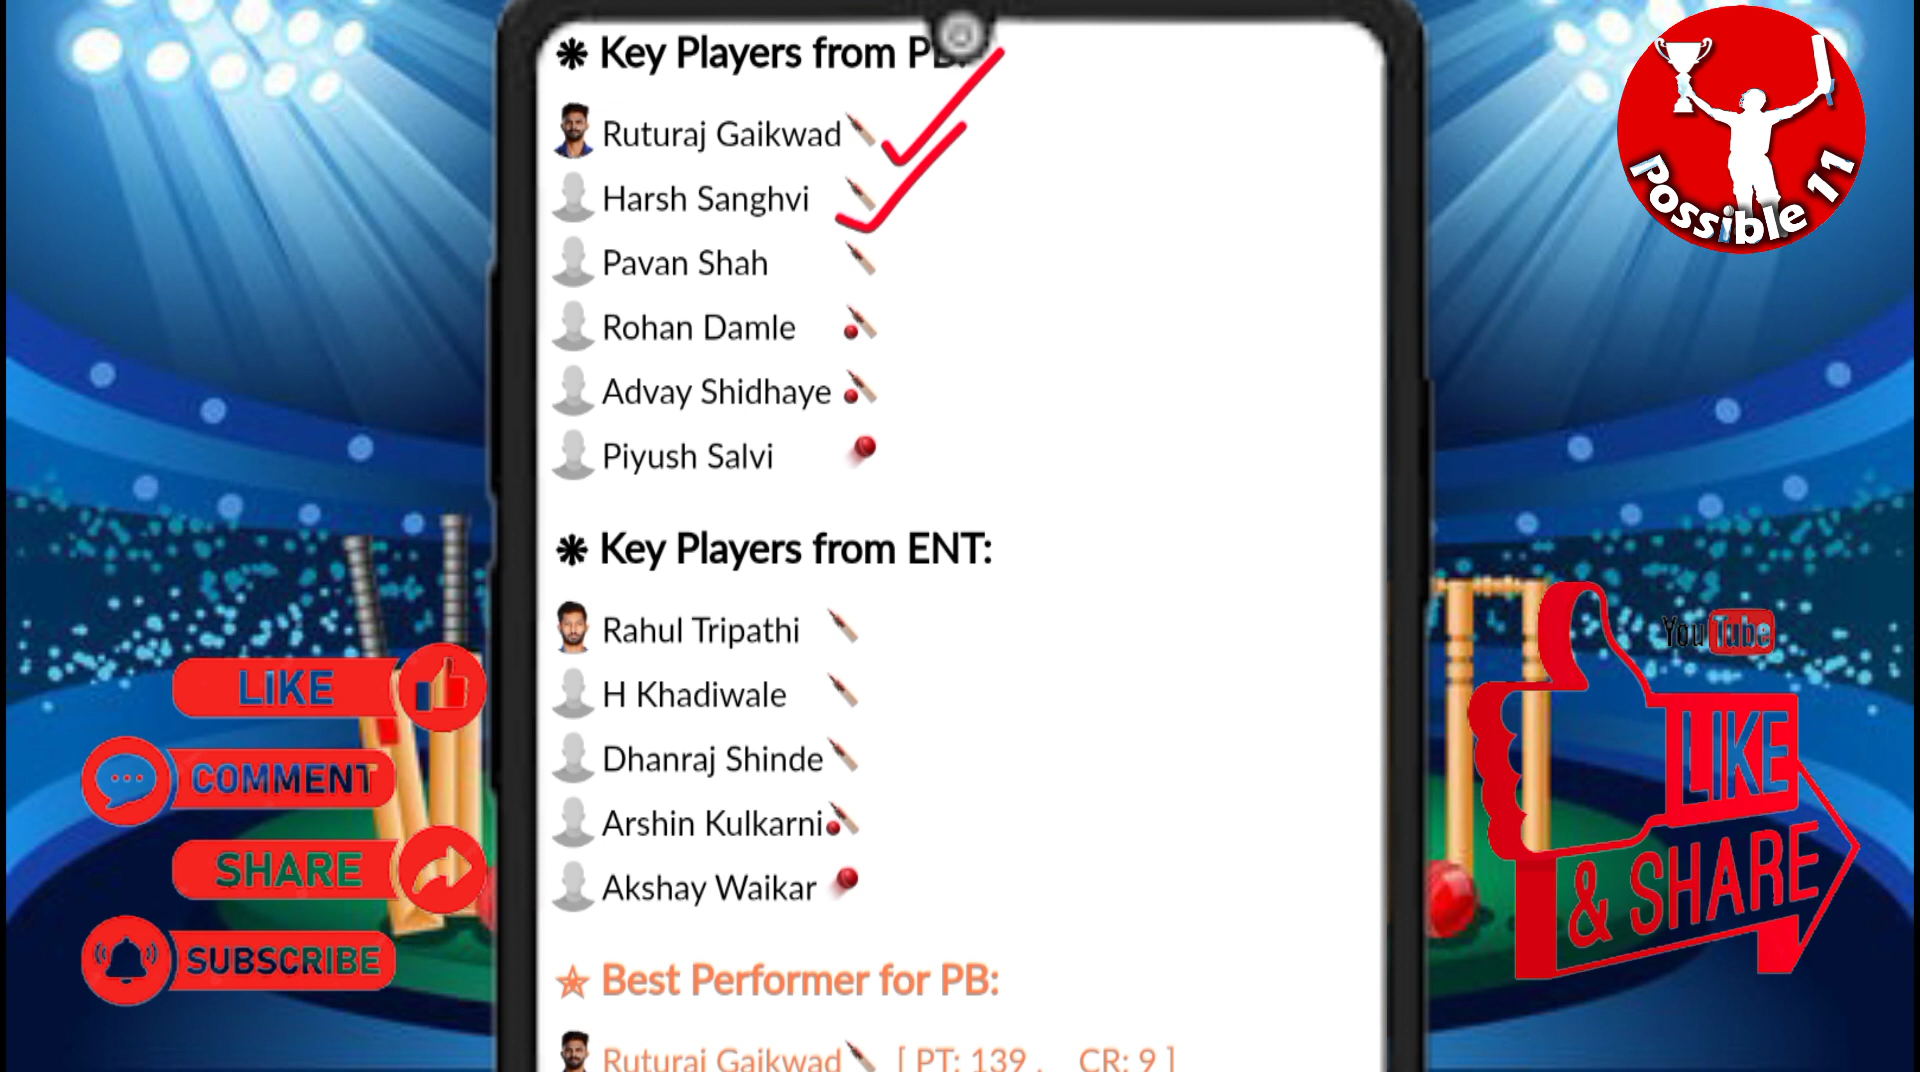 Key Players from PB:
Ruturaj Gaikwad
Harsh Sanghvi
Pavan Shah
Rohan Damle
Advay Shidhaye
Piyush Salvi
Key Players from ENT:
Rahul Tripathi
H Khadiwale
Dhanraj Shinde
Arshin Kulkarni
Akshay Waikar
Best Performer for PB:
Ruturaj Gaikwad [ PT: 139 , CR: 9 ]
LIKE
COMMENT
SHARE
SUBSCRIBE
Possible 11
YouTube
LIKE
& SHARE